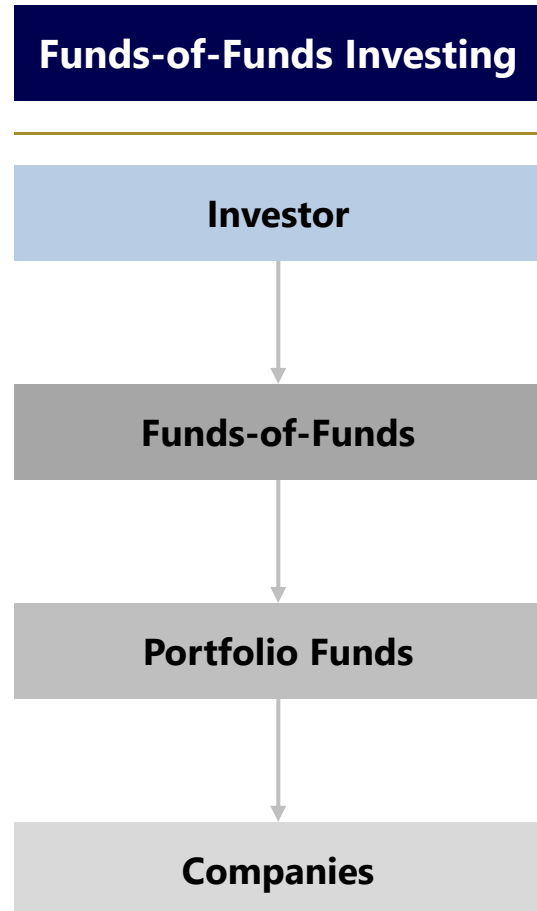 Funds-of-Funds Investing
Investor
Funds-of-Funds
Portfolio Funds
Companies